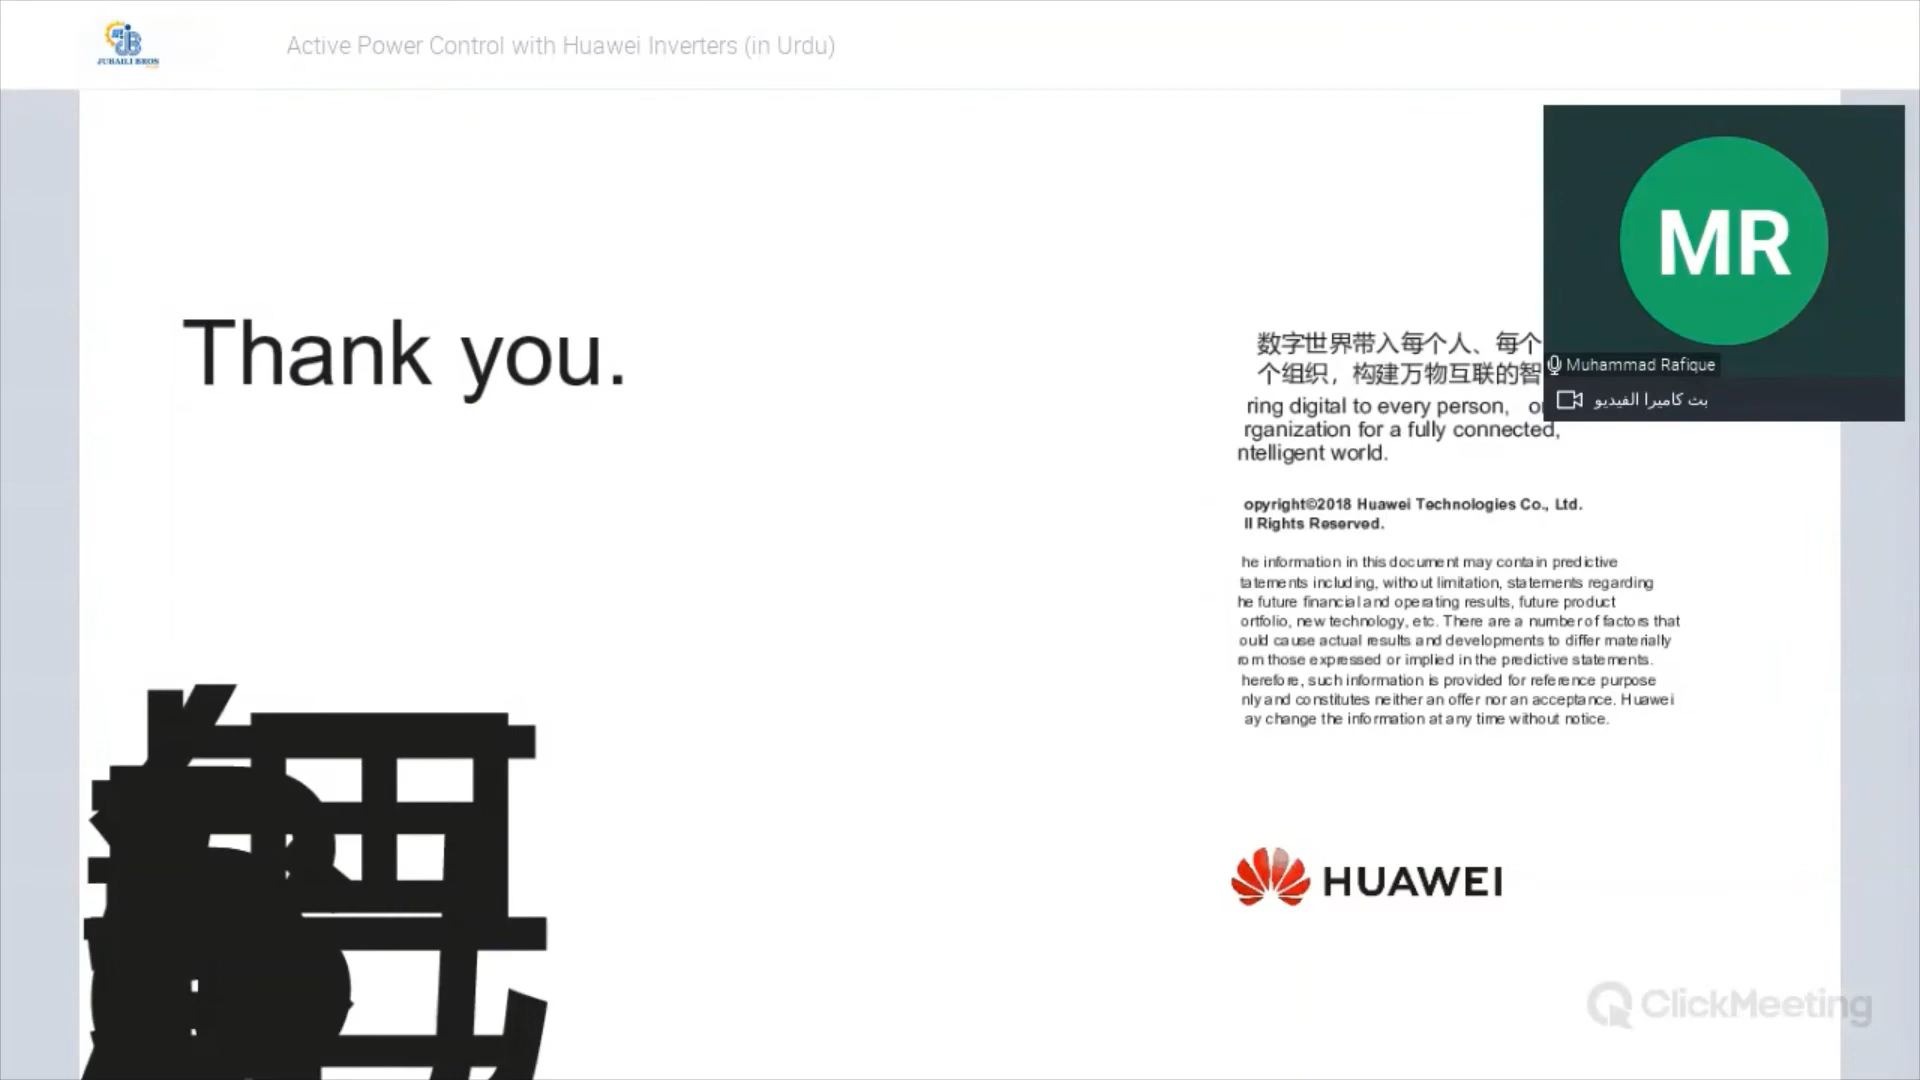 JUBAILI BROS
Active Power Control with Huawei Inverters (in Urdu)
MR
Muhammad Rafique
بث كاميرا الفيديو
Thank you.
数字世界带入每个人、每个
个组织，构建万物互联的智
ring digital to every person,
rganization for a fully connected,
ntelligent world.
opyright©2018 Huawei Technologies Co., Ltd.
ll Rights Reserved.
he information in this document may contain predictive
tatements including, without limitation, statements regarding
he future financial and operating results, future product
ortfolio, new technology, etc. There are a number of factors that
ould cause actual results and developments to differ materially
rom those expressed or implied in the predictive statements.
herefore, such information is provided for reference purpose
nly and constitutes neither an offer nor an acceptance. Huawei
ay change the information at any time without notice.
HUAWEI
ClickMeeting